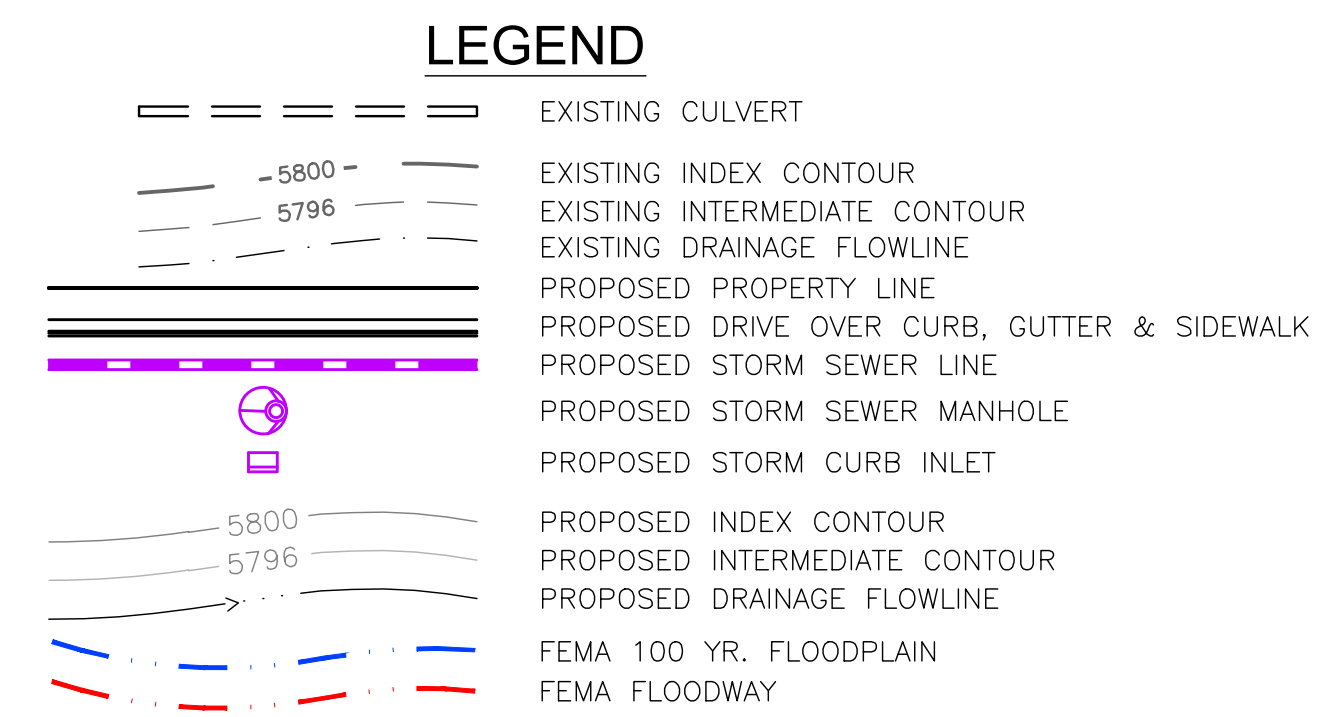 LEGEND
EXISTING CULVERT
5800 EXISTING INDEX CONTOUR
5796 EXISTING INTERMEDIATE CONTOUR
EXISTING DRAINAGE FLOWLINE
PROPOSED PROPERTY LINE
PROPOSED DRIVE OVER CURB, GUTTER & SIDEWALK
PROPOSED STORM SEWER LINE
PROPOSED STORM SEWER MANHOLE
PROPOSED STORM CURB INLET
5800 PROPOSED INDEX CONTOUR
5796 PROPOSED INTERMEDIATE CONTOUR
PROPOSED DRAINAGE FLOWLINE
FEMA 100 YR. FLOODPLAIN
FEMA FLOODWAY